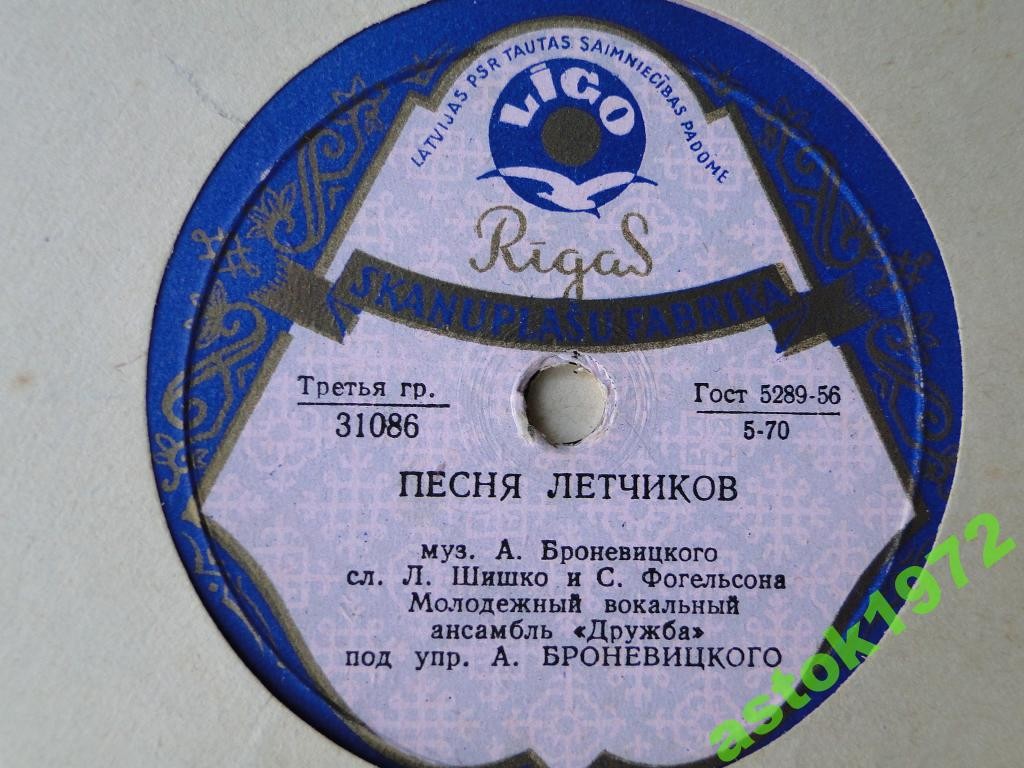 LATVIJAS PSR TAUTAS SAIMNIECĪBAS PADOME
LĪGO
Rīgas
SKAŅUPLAŠU FABRIKA
Третья гр.
31086
Гост 5289-56
5-70
ПЕСНЯ ЛЕТЧИКОВ
муз. А. Броневицкого
сл. Л. Шишко и С. Фогельсона
Молодежный вокальный
ансамбль «Дружба»
под упр. А. БРОНЕВИЦКОГО
astok1972